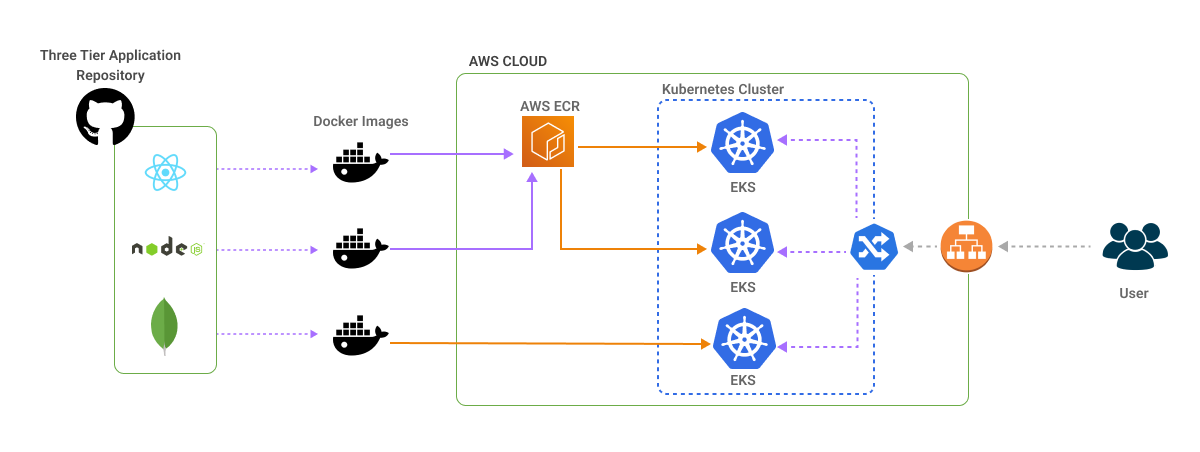 Three Tier Application
Repository
AWS CLOUD
Kubernetes Cluster
AWS ECR
Docker Images
EKS
node
JS
EKS
User
EKS